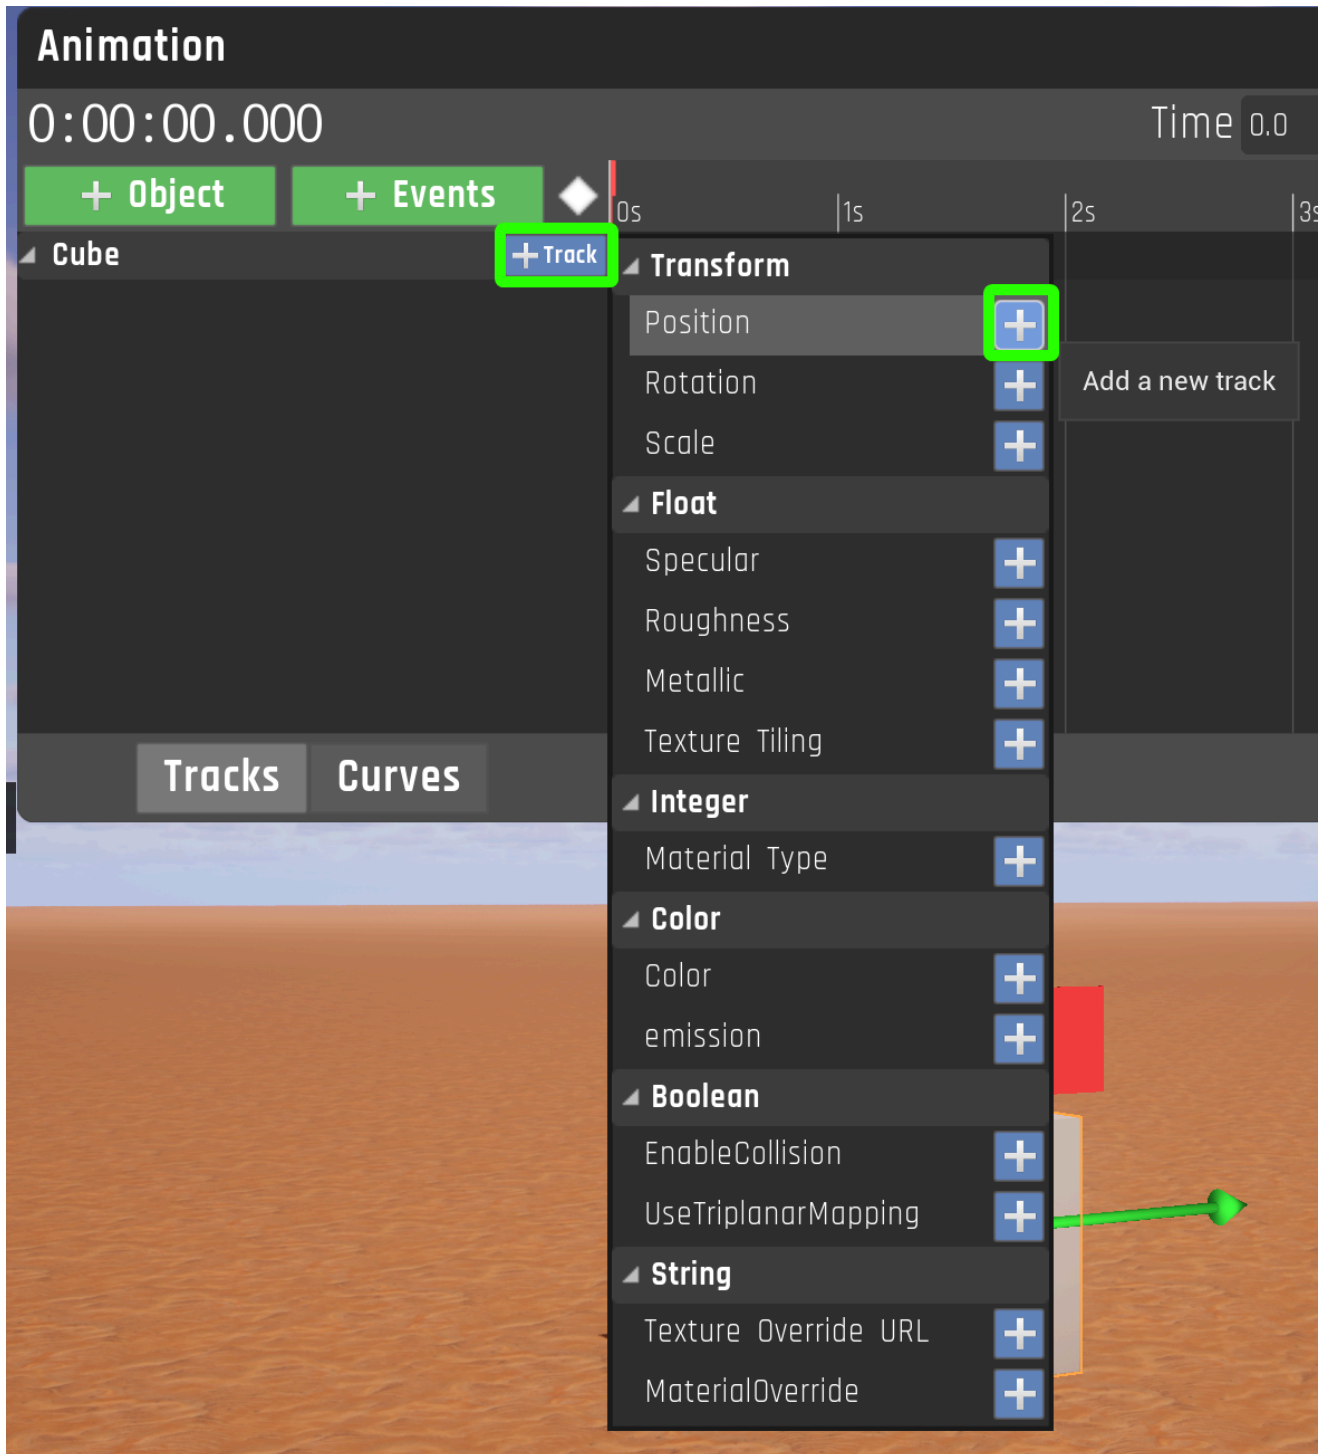 Animation
0:00:00.000
Time 0.0
+ Object + Events
0s 1s 2s
Cube + Track
Transform
Position
Rotation
Add a new track
Scale
Float
Specular
Roughness
Metallic
Texture Tiling
Tracks Curves
Integer
Material Type
Color
Color
emission
Boolean
EnableCollision
UseTriplanarMapping
String
Texture Override URL
MaterialOverride